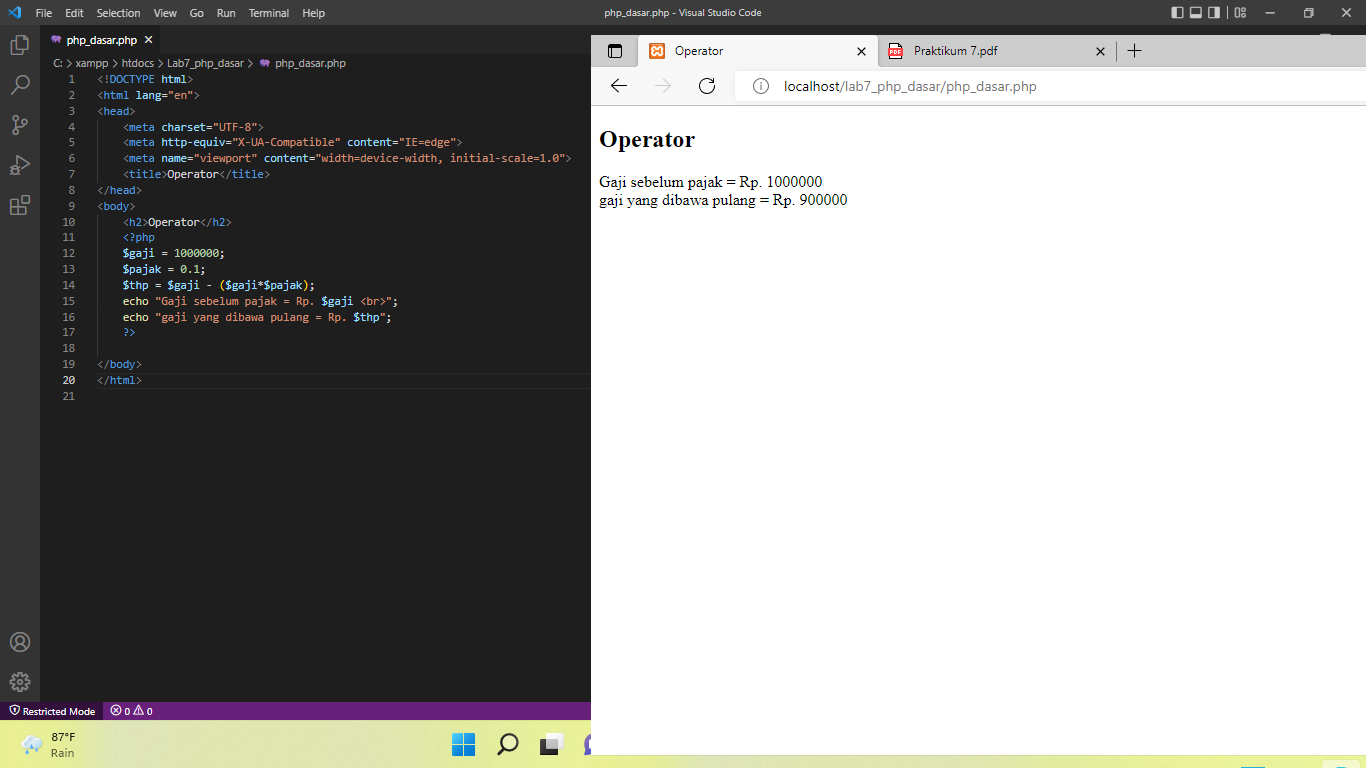 File Edit Selection View Go Run Terminal Help
php_dasar.php - Visual Studio Code
php_dasar.php
C: > xampp > htdocs > Lab7_php_dasar > php_dasar.php
1 <!DOCTYPE html>
2 <html lang="en">
3 <head>
4 <meta charset="UTF-8">
5 <meta http-equiv="X-UA-Compatible" content="IE=edge">
6 <meta name="viewport" content="width=device-width, initial-scale=1.0">
7 <title>Operator</title>
8 </head>
9 <body>
10 <h2>Operator</h2>
11 <?php
12 $gaji = 1000000;
13 $pajak = 0.1;
14 $thp = $gaji - ($gaji*$pajak);
15 echo "Gaji sebelum pajak = Rp. $gaji <br>";
16 echo "gaji yang dibawa pulang = Rp. $thp";
17 ?>
18
19 </body>
20 </html>
21
Restricted Mode 0 0
87°F
Rain
Operator
PDF Praktikum 7.pdf
localhost/lab7_php_dasar/php_dasar.php
Operator
Gaji sebelum pajak = Rp. 1000000
gaji yang dibawa pulang = Rp. 900000